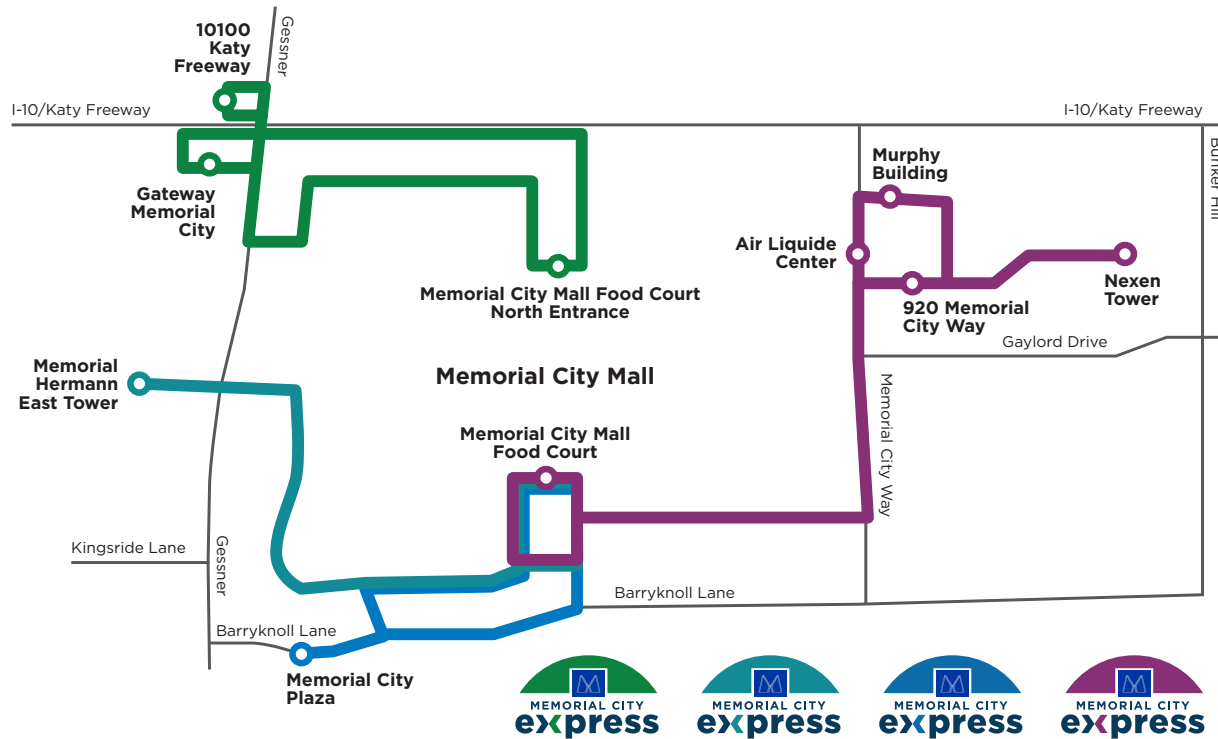 10100
Katy
Freeway
Gessner
I-10/Katy Freeway
I-10/Katy Freeway
Bunker Hill
Gateway
Memorial
City
Murphy
Building
Air Liquide
Center
Nexen
Tower
920 Memorial
City Way
Memorial City Mall Food Court
North Entrance
Gaylord Drive
Memorial
Hermann
East Tower
Memorial City Mall
Memorial City Way
Memorial City Mall
Food Court
Kingsride Lane
Gessner
Barryknoll Lane
Barryknoll Lane
Memorial City
Plaza
MEMORIAL CITY
express
MEMORIAL CITY
express
MEMORIAL CITY
express
MEMORIAL CITY
express